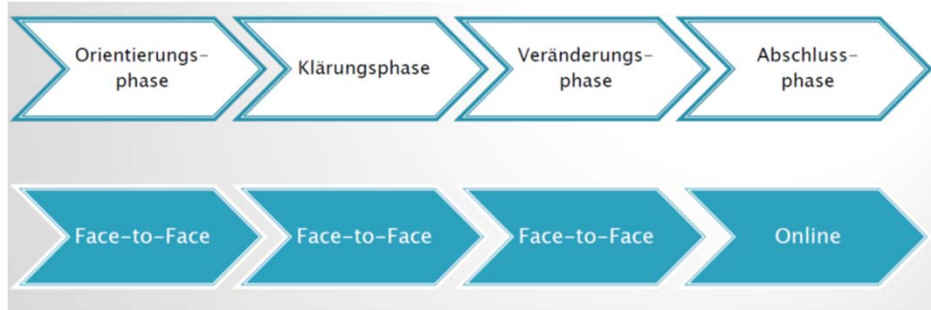 Orientierungs-
phase
Klärungsphase
Veränderungs-
phase
Abschluss-
phase
Face-to-Face
Face-to-Face
Face-to-Face
Online